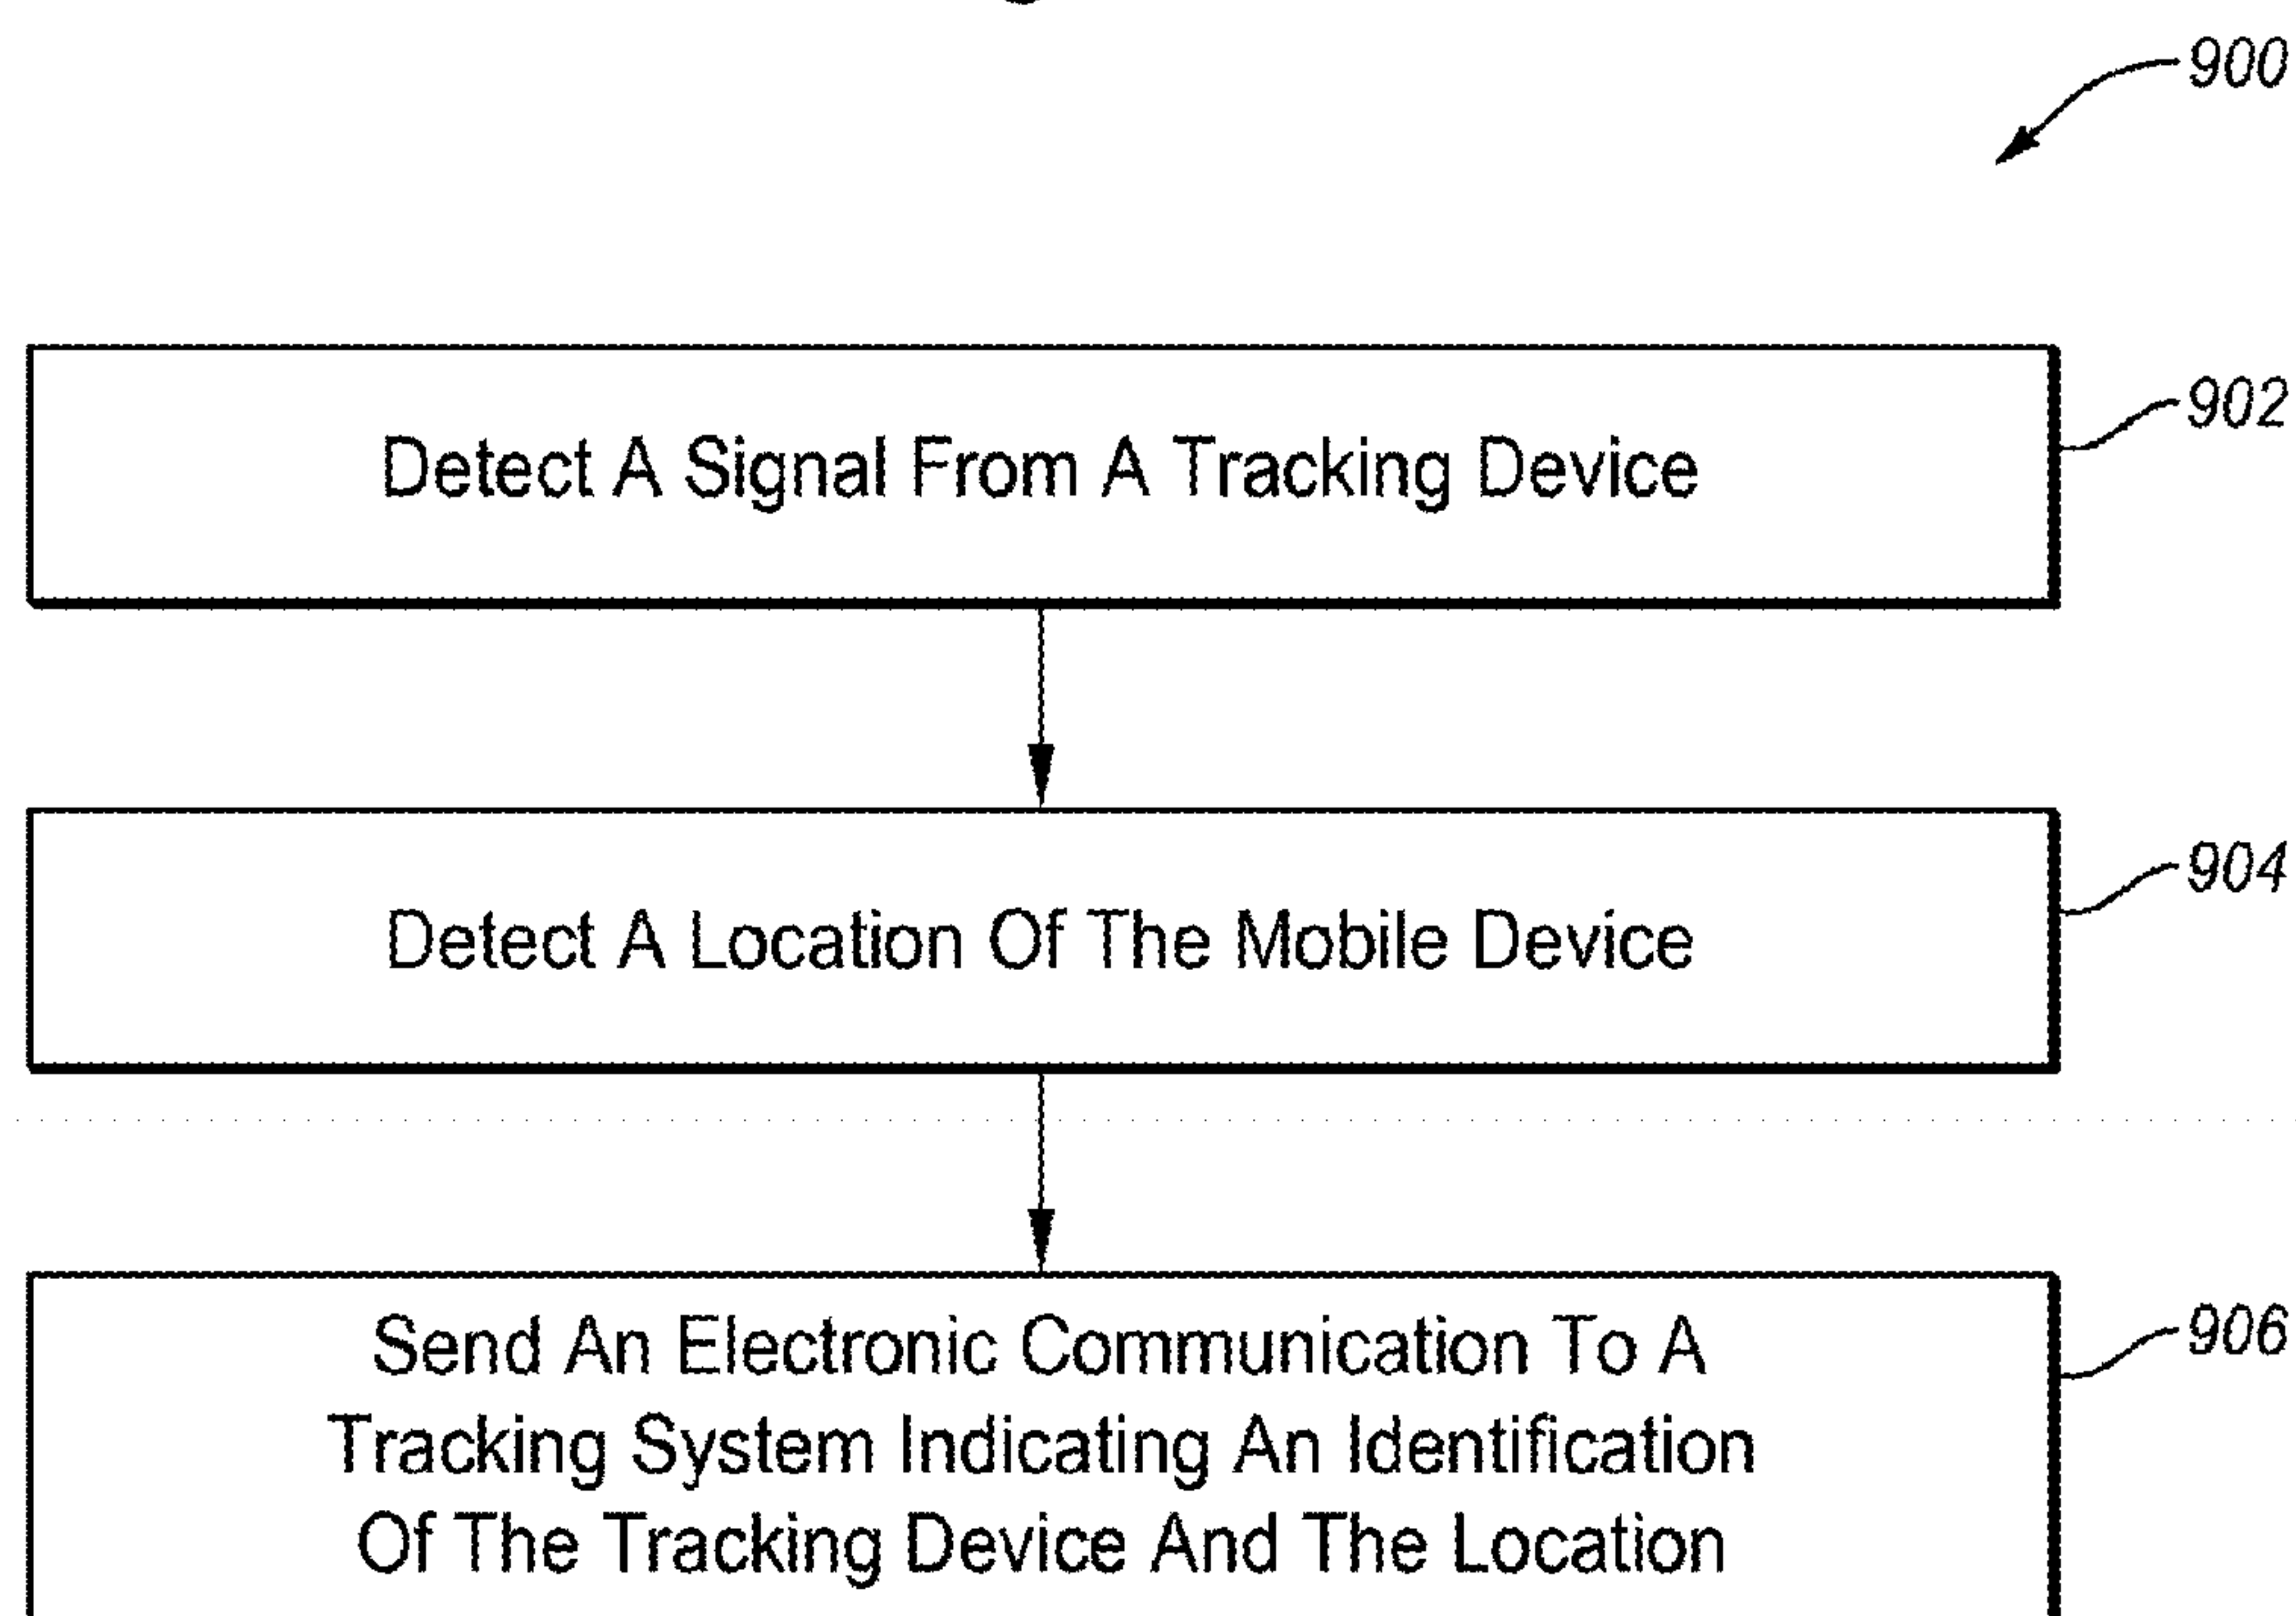 900
Detect A Signal From A Tracking Device
902
Detect A Location Of The Mobile Device
904
Send An Electronic Communication To A
906
Tracking System Indicating An Identification
Of The Tracking Device And The Location